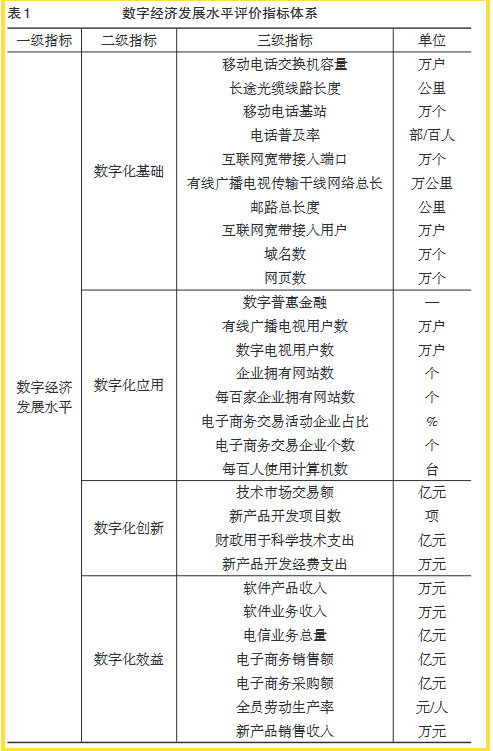 表1 数字经济发展水平评价指标体系
一级指标 二级指标 三级指标 单位
移动电话交换机容量 万户
长途光缆线路长度 公里
移动电话基站 万个
电话普及率 部/百人
数字化基础 互联网宽带接入端口 万个
有线广播电视传输干线网络总长 万公里
邮路总长度 公里
互联网宽带接入用户 万户
域名数 万个
网页数 万个
数字普惠金融 —
有线广播电视用户数 万户
数字电视用户数 万户
数字经济发展水平 数字化应用 企业拥有网站数 个
每百家企业拥有网站数 个
电子商务交易活动企业占比 %
电子商务交易企业个数 个
每百人使用计算机数 台
技术市场交易额 亿元
数字化创新 新产品开发项目数 项
财政用于科学技术支出 亿元
新产品开发经费支出 万元
软件产品收入 万元
软件业务收入 万元
电信业务总量 亿元
数字化效益 电子商务销售额 亿元
电子商务采购额 亿元
全员劳动生产率 元/人
新产品销售收入 万元